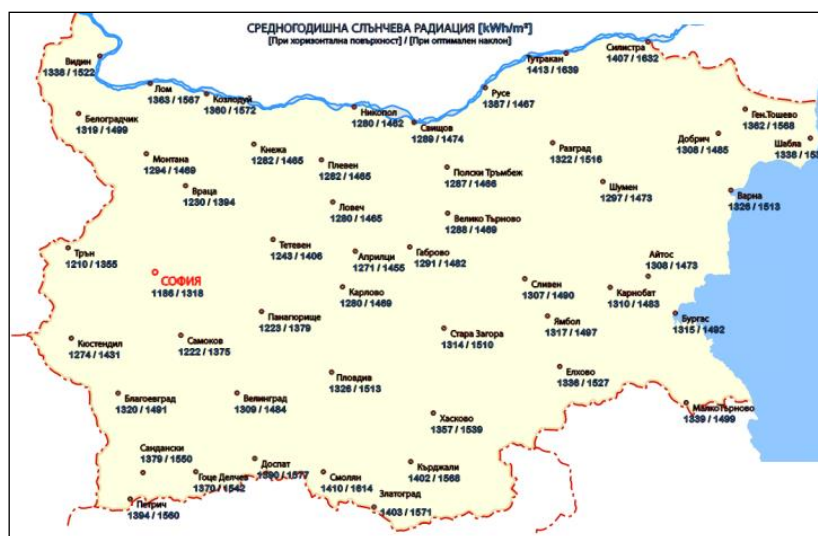 СРЕДНОГОДИШНА СЛЪНЧЕВА РАДИАЦИЯ [kWh/m²]
[При хоризонтална повърхност] / [При оптимален наклон]
Видин
1338 / 1522
Лом
1363 / 1567
Козлодуй
1360 / 1572
Белоградчик
1319 / 1499
Никопол
1280 / 1462
Свищов
1289 / 1474
Русе
1387 / 1467
Тутракан
1413 / 1639
Силистра
1407 / 1632
Ген.Тошево
1362 / 1568
Добрич
1308 / 1485
Шабла
1338 /
Монтана
1294 / 1469
Враца
1230 / 1394
Кнежа
1282 / 1465
Плевен
1282 / 1465
Полски Тръмбеж
1287 / 1466
Разград
1322 / 1516
Шумен
1297 / 1473
Варна
1326 / 1513
Ловеч
1280 / 1465
Велико Търново
1288 / 1469
Трън
1210 / 1355
СОФИЯ
1186 / 1318
Тетевен
1243 / 1406
Априлци
1271 / 1455
Габрово
1291 / 1482
Айтос
1308 / 1473
Карлово
1280 / 1469
Сливен
1307 / 1490
Карнобат
1310 / 1483
Панагюрище
1223 / 1379
Бургас
1315 / 1492
Ямбол
1317 / 1497
Стара Загора
1314 / 1510
Кюстендил
1274 / 1431
Самоков
1222 / 1375
Пловдив
1326 / 1513
Елхово
1336 / 1527
Благоевград
1320 / 1491
Велинград
1309 / 1484
МалкоТърново
1339 / 1499
Хасково
1357 / 1539
Сандански
1379 / 1550
Гоце Делчев
1370 / 1542
Доспат
1390 / 1577
Смолян
1410 / 1614
Кърджали
1402 / 1568
Златоград
1403 / 1571
Петрич
1394 / 1560